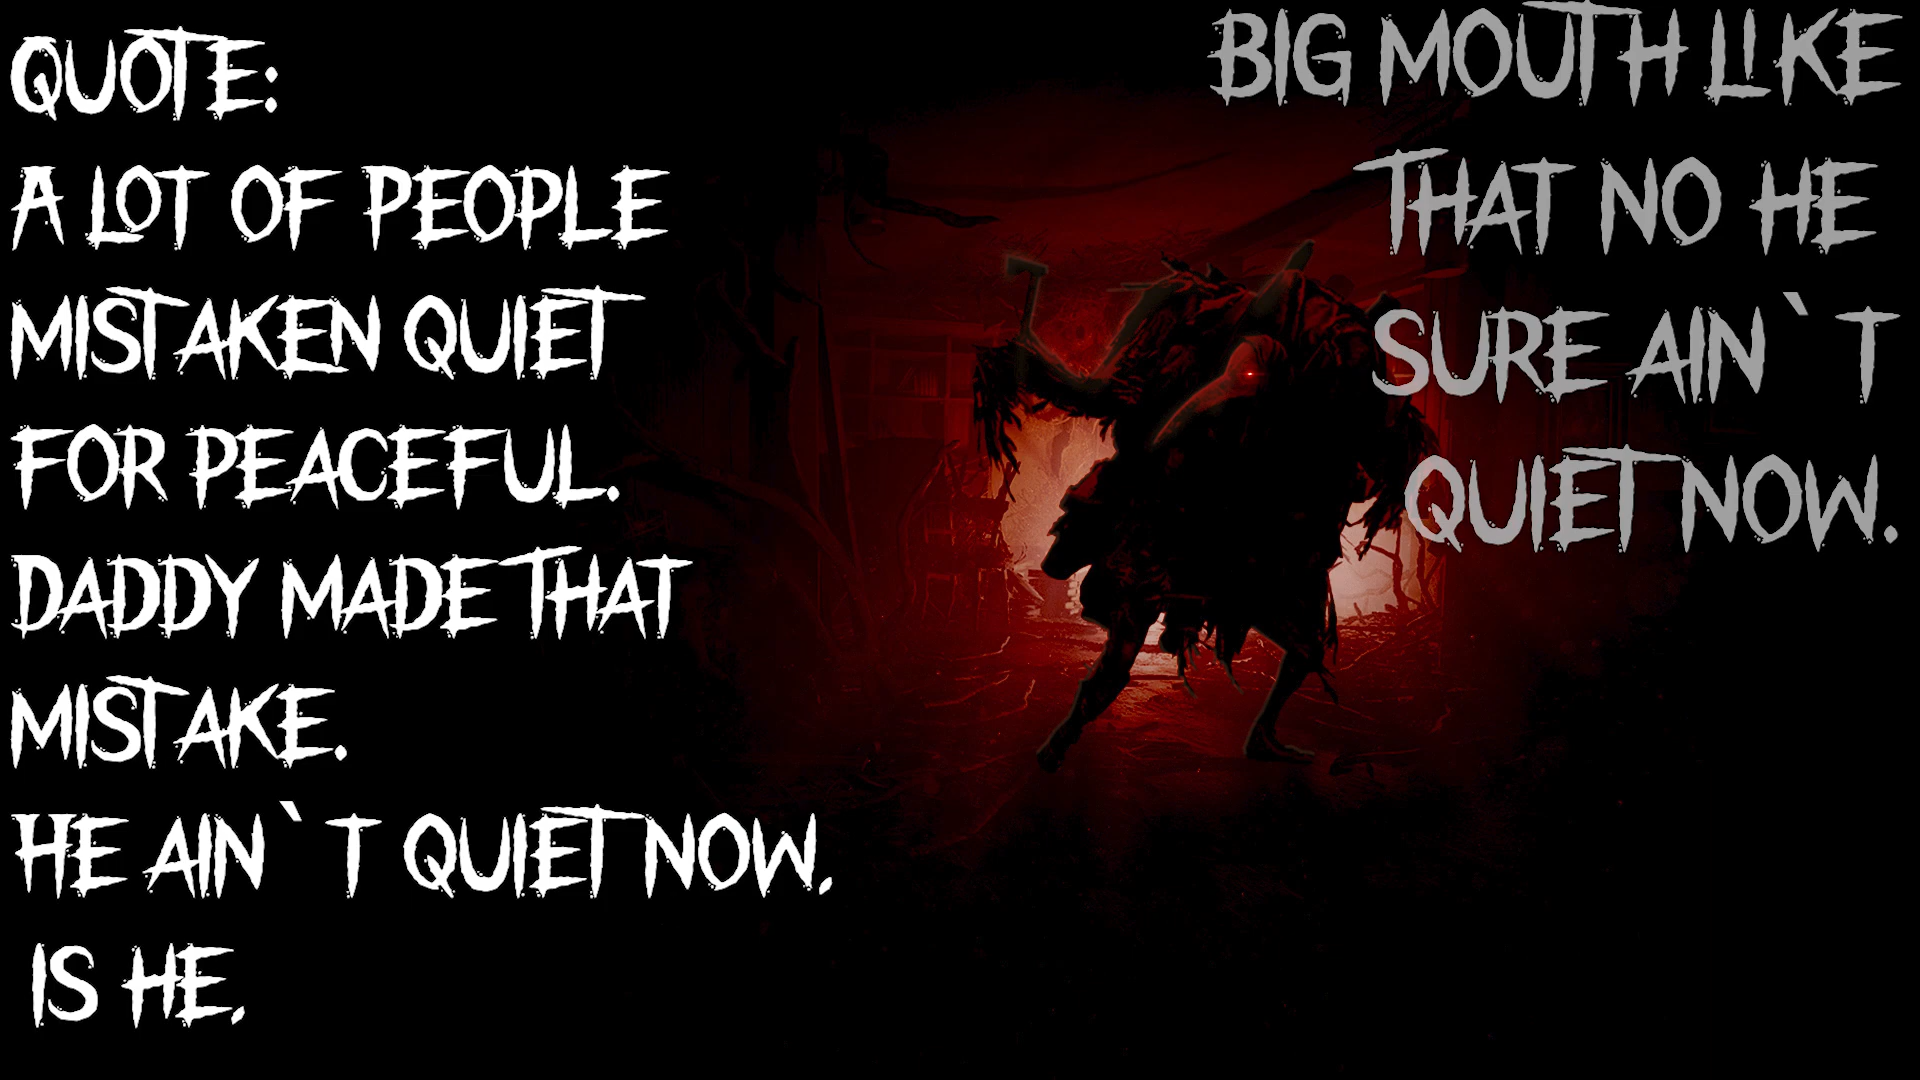 QUOTE:
A LOT OF PEOPLE
MISTAKEN QUIET
FOR PEACEFUL.
DADDY MADE THAT
MISTAKE.
HE AIN`T QUIET NOW,
IS HE,
BIG MOUTH LIKE
THAT NO HE
SURE AIN`T
QUIET NOW.